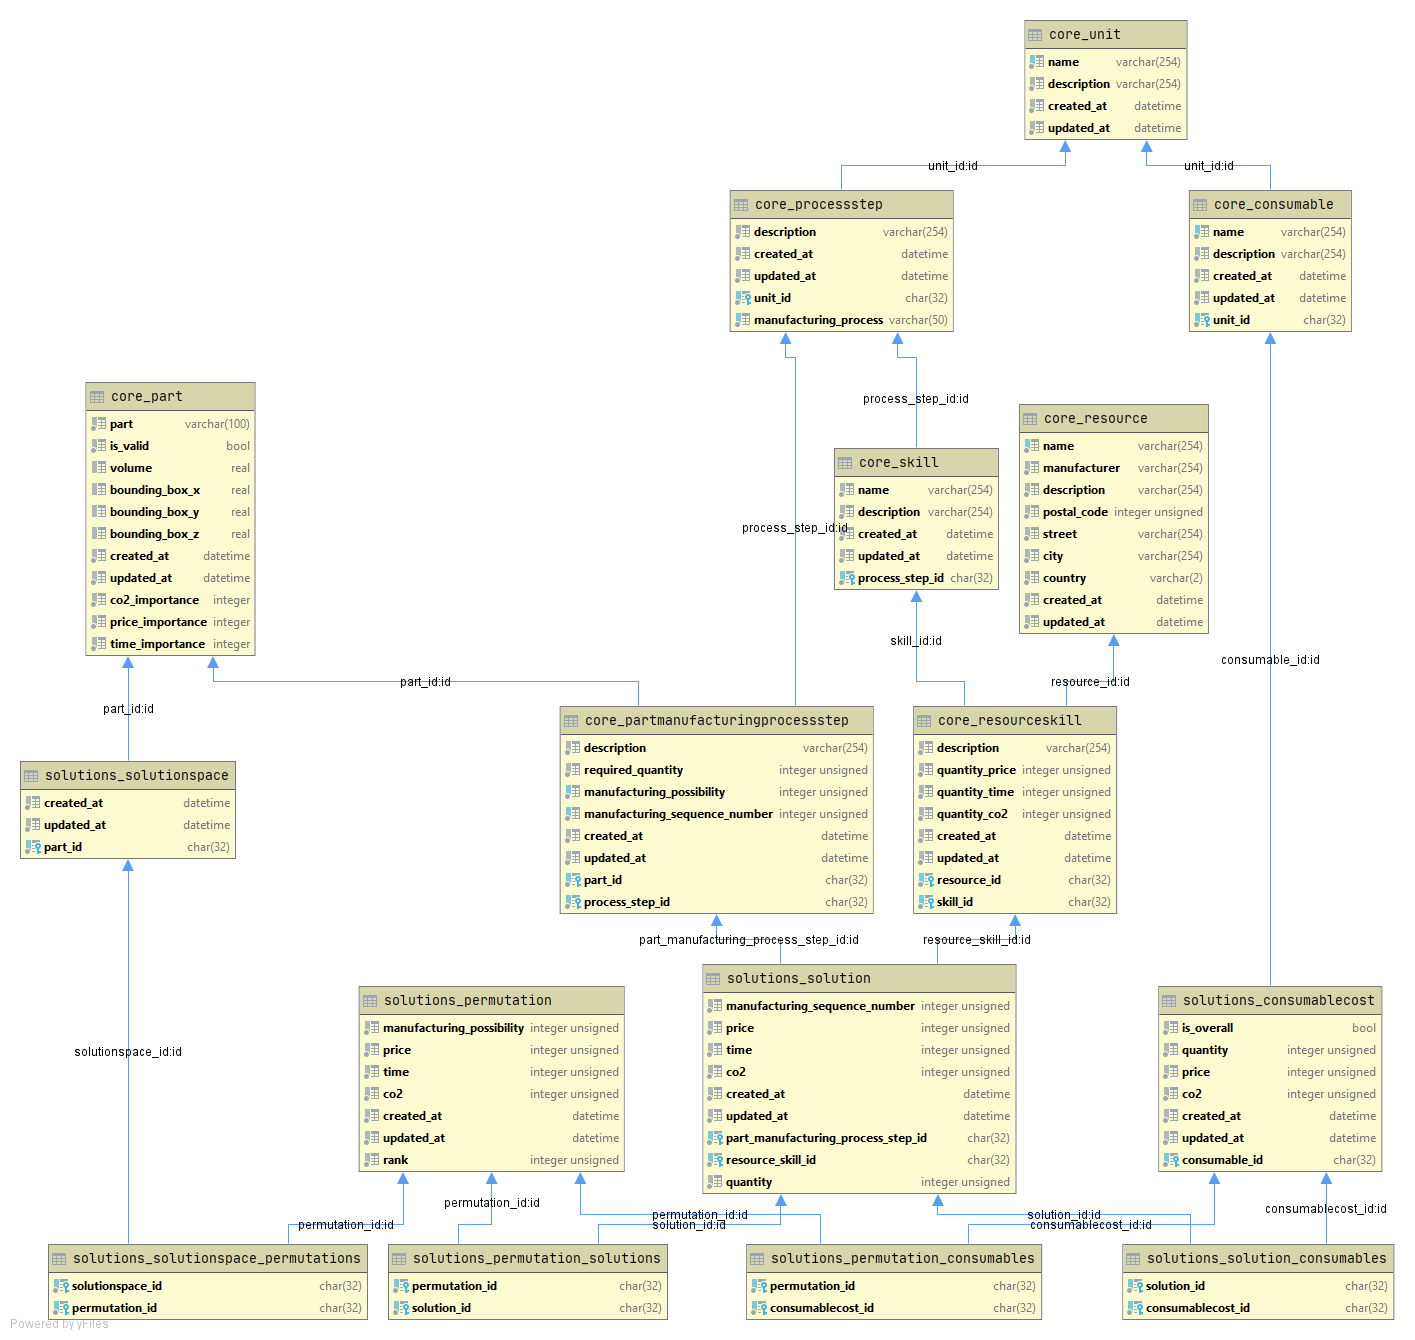 core_unit
name varchar(254)
description varchar(254)
created_at datetime
updated_at datetime
unit_id:id
unit_id:id
core_processstep
description varchar(254)
created_at datetime
updated_at datetime
unit_id char(32)
manufacturing_process varchar(50)
core_consumable
name varchar(254)
description varchar(254)
created_at datetime
updated_at datetime
unit_id char(32)
core_part
part varchar(100)
is_valid bool
volume real
bounding_box_x real
bounding_box_y real
bounding_box_z real
created_at datetime
updated_at datetime
co2_importance integer
price_importance integer
time_importance integer
process_step_id:id
core_resource
name varchar(254)
manufacturer varchar(254)
description varchar(254)
postal_code integer unsigned
street varchar(254)
city varchar(254)
country varchar(2)
created_at datetime
updated_at datetime
core_skill
name varchar(254)
description varchar(254)
created_at datetime
updated_at datetime
process_step_id char(32)
process_step_id:id
skill_id:id
consumable_id:id
part_id:id
resource_id:id
part_id:id
core_partmanufacturingprocessstep
description varchar(254)
required_quantity integer unsigned
manufacturing_possibility integer unsigned
manufacturing_sequence_number integer unsigned
created_at datetime
updated_at datetime
part_id char(32)
process_step_id char(32)
core_resourceskill
description varchar(254)
quantity_price integer unsigned
quantity_time integer unsigned
quantity_co2 integer unsigned
created_at datetime
updated_at datetime
resource_id char(32)
skill_id char(32)
solutions_solutionspace
created_at datetime
updated_at datetime
part_id char(32)
part_manufacturing_process_step_id:id
resource_skill_id:id
solutionspace_id:id
solutions_permutation
manufacturing_possibility integer unsigned
price integer unsigned
time integer unsigned
co2 integer unsigned
created_at datetime
updated_at datetime
rank integer unsigned
solutions_solution
manufacturing_sequence_number integer unsigned
price integer unsigned
time integer unsigned
co2 integer unsigned
created_at datetime
updated_at datetime
part_manufacturing_process_step_id char(32)
resource_skill_id char(32)
quantity integer unsigned
solutions_consumablecost
is_overall bool
quantity integer unsigned
price integer unsigned
co2 integer unsigned
created_at datetime
updated_at datetime
consumable_id char(32)
permutation_id:id
permutation_id:id
permutation_id:id
solution_id:id
solution_id:id
consumablecost_id:id
consumablecost_id:id
solutions_solutionspace_permutations
solutionspace_id char(32)
permutation_id char(32)
solutions_permutation_solutions
permutation_id char(32)
solution_id char(32)
solutions_permutation_consumables
permutation_id char(32)
consumablecost_id char(32)
solutions_solution_consumables
solution_id char(32)
consumablecost_id char(32)
Powered by yFiles